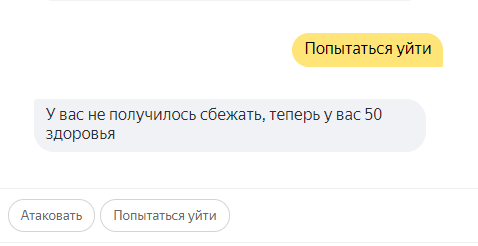 Попытаться уйти
У вас не получилось сбежать, теперь у вас 50
здоровья
Атаковать
Попытаться уйти